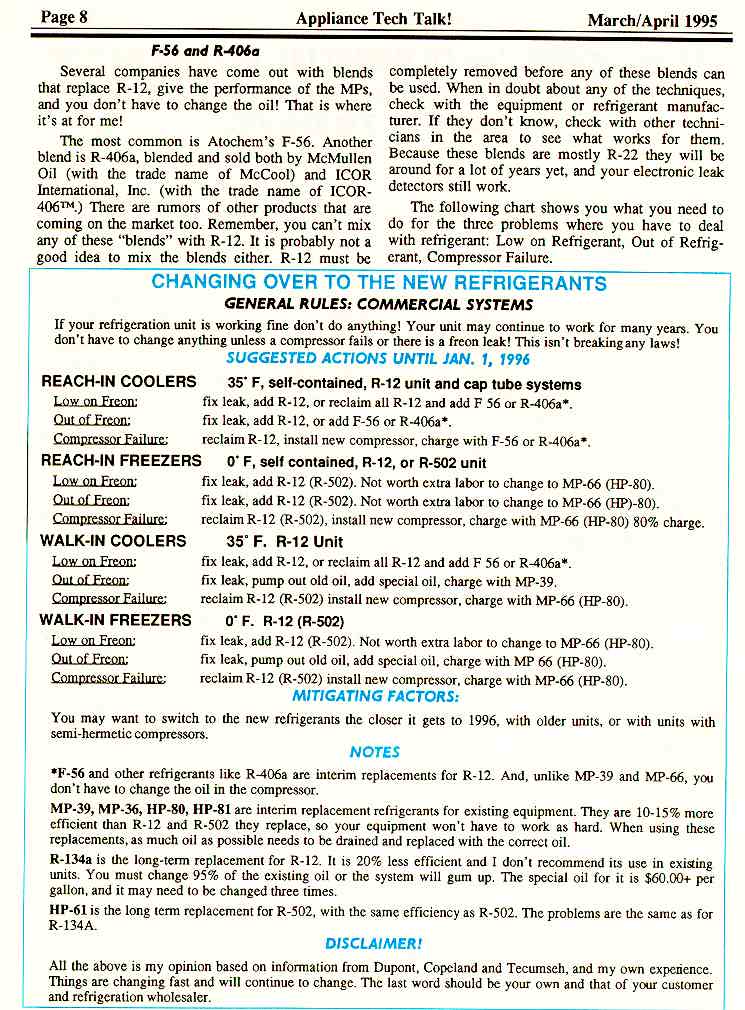 Page 8
Appliance Tech Talk!
March/April 1995
F-56 and R-406a
Several companies have come out with blends
that replace R-12, give the performance of the MPs,
and you don't have to change the oil! That is where
it's at for me!
The most common is Atochem's F-56. Another
blend is R-406a, blended and sold both by McMullen
Oil (with the trade name of McCool) and ICOR
International, Inc. (with the trade name of ICOR-
406™.) There are rumors of other products that are
coming on the market too. Remember, you can't mix
any of these "blends" with R-12. It is probably not a
good idea to mix the blends either. R-12 must be
completely removed before any of these blends can
be used. When in doubt about any of the techniques,
check with the equipment or refrigerant manufac-
turer. If they don't know, check with other techni-
cians in the area to see what works for them.
Because these blends are mostly R-22 they will be
around for a lot of years yet, and your electronic leak
detectors still work.
The following chart shows you what you need to
do for the three problems where you have to deal
with refrigerant: Low on Refrigerant, Out of Refrig-
erant, Compressor Failure.
CHANGING OVER TO THE NEW REFRIGERANTS
GENERAL RULES: COMMERCIAL SYSTEMS
If your refrigeration unit is working fine don't do anything! Your unit may continue to work for many years. You
don't have to change anything unless a compressor fails or there is a freon leak! This isn't breaking any laws!
SUGGESTED ACTIONS UNTIL JAN. 1, 1996
REACH-IN COOLERS 35° F, self-contained, R-12 unit and cap tube systems
Low on Freon: fix leak, add R-12, or reclaim all R-12 and add F 56 or R-406a*.
Out of Freon: fix leak, add R-12, or add F-56 or R-406a*.
Compressor Failure: reclaim R-12, install new compressor, charge with F-56 or R-406a*.
REACH-IN FREEZERS 0° F, self contained, R-12, or R-502 unit
Low on Freon: fix leak, add R-12 (R-502). Not worth extra labor to change to MP-66 (HP-80).
Out of Freon: fix leak, add R-12 (R-502). Not worth extra labor to change to MP-66 (HP)-80).
Compressor Failure: reclaim R-12 (R-502), install new compressor, charge with MP-66 (HP-80) 80% charge.
WALK-IN COOLERS 35° F. R-12 Unit
Low on Freon: fix leak, add R-12, or reclaim all R-12 and add F 56 or R-406a*.
Out of Freon: fix leak, pump out old oil, add special oil, charge with MP-39.
Compressor Failure: reclaim R-12 (R-502) install new compressor, charge with MP-66 (HP-80).
WALK-IN FREEZERS 0° F. R-12 (R-502)
Low on Freon: fix leak, add R-12 (R-502). Not worth extra labor to change to MP-66 (HP-80).
Out of Freon: fix leak, pump out old oil, add special oil, charge with MP 66 (HP-80).
Compressor Failure: reclaim R-12 (R-502) install new compressor, charge with MP-66 (HP-80).
MITIGATING FACTORS:
You may want to switch to the new refrigerants the closer it gets to 1996, with older units, or with units with
semi-hermetic compressors.
NOTES
*F-56 and other refrigerants like R-406a are interim replacements for R-12. And, unlike MP-39 and MP-66, you
don't have to change the oil in the compressor.
MP-39, MP-36, HP-80, HP-81 are interim replacement refrigerants for existing equipment. They are 10-15% more
efficient than R-12 and R-502 they replace, so your equipment won't have to work as hard. When using these
replacements, as much oil as possible needs to be drained and replaced with the correct oil.
R-134a is the long-term replacement for R-12. It is 20% less efficient and I don't recommend its use in existing
units. You must change 95% of the existing oil or the system will gum up. The special oil for it is $60.00+ per
gallon, and it may need to be changed three times.
HP-61 is the long term replacement for R-502, with the same efficiency as R-502. The problems are the same as for
R-134A.
DISCLAIMER!
All the above is my opinion based on information from Dupont, Copeland and Tecumseh, and my own experience.
Things are changing fast and will continue to change. The last word should be your own and that of your customer
and refrigeration wholesaler.